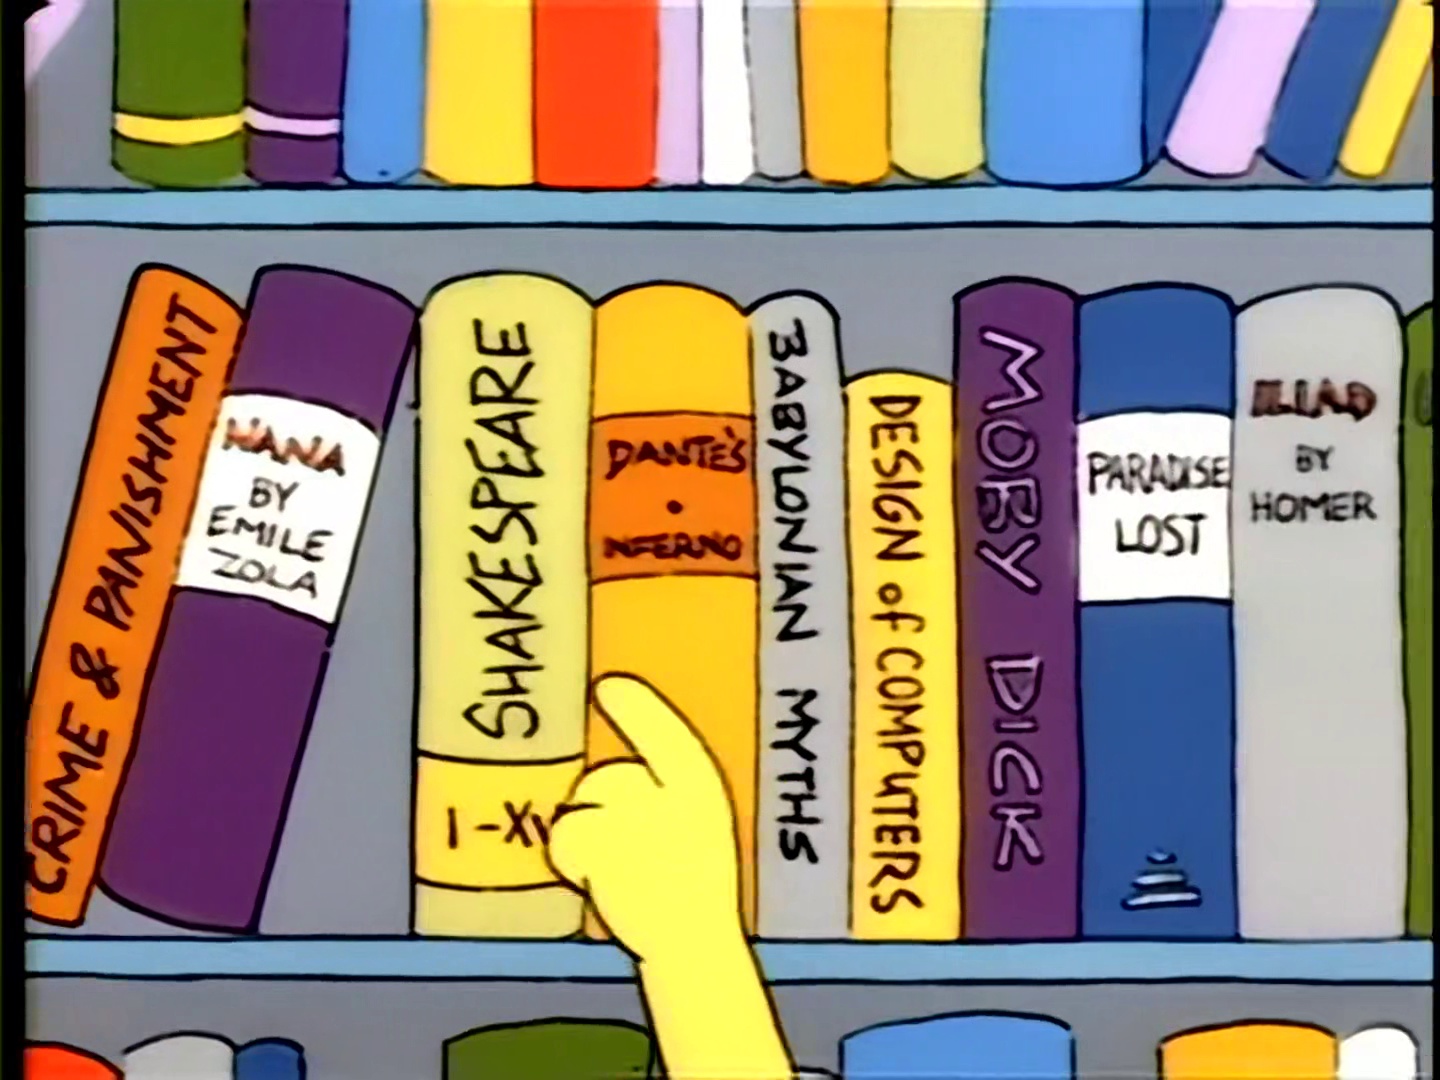 CRIME & PANISHMENT
NANA
BY
EMILE
ZOLA
SHAKESPEARE
DANTE'S
INFERNO
BABYLONIAN MYTHS
DESIGN of COMPUTERS
MOBY DICK
PARADISE
LOST
ILIAD
BY
HOMER